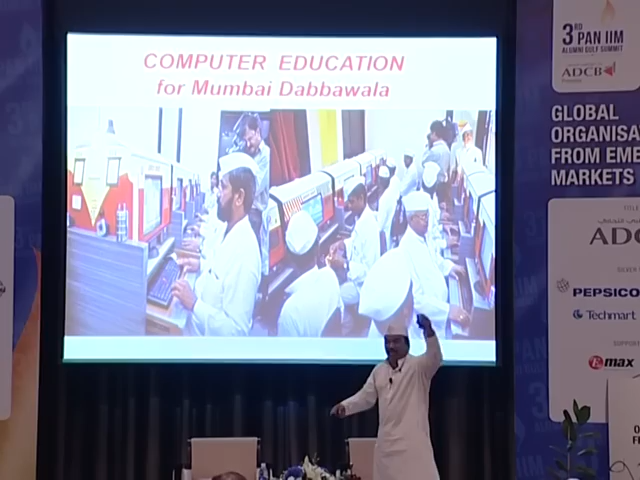 COMPUTER EDUCATION
for Mumbai Dabbawala
3RD PAN IIM
ALUMNI GULF SUMMIT
ADCB
GLOBAL
ORGANISA
FROM EME
MARKETS
ADC
PEPSICO
Techmart
emax